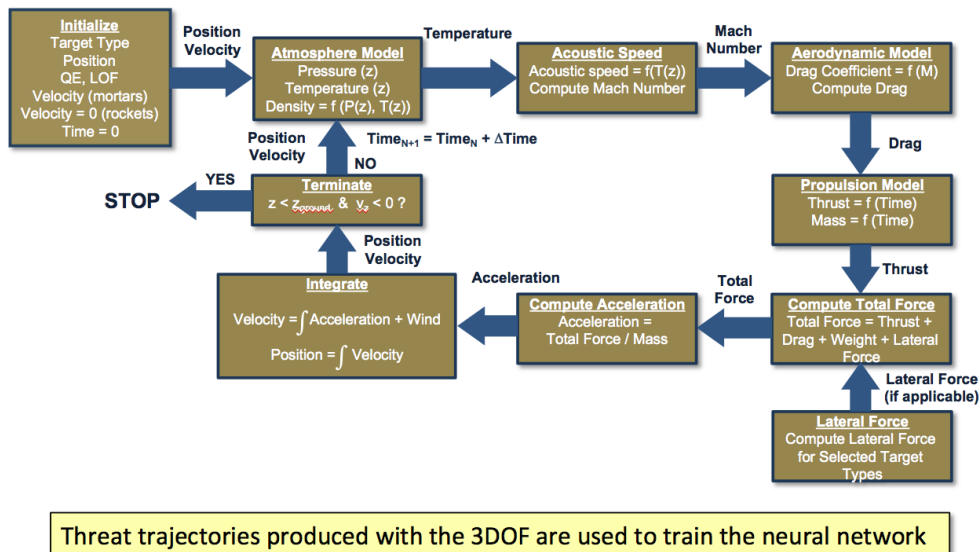 Initialize
Target Type
Position
QE, LOF
Velocity (mortars)
Velocity = 0 (rockets)
Time = 0
Position
Velocity
Atmosphere Model
Pressure (z)
Temperature (z)
Density = f (P(z), T(z))
Temperature
Acoustic Speed
Acoustic speed = f(T(z))
Compute Mach Number
Mach
Number
Aerodynamic Model
Drag Coefficient = f (M)
Compute Drag
Drag
Propulsion Model
Thrust = f (Time)
Mass = f (Time)
Thrust
Compute Total Force
Total Force = Thrust +
Drag + Weight + Lateral
Force
Lateral Force
(if applicable)
Lateral Force
Compute Lateral Force
for Selected Target
Types
Total
Force
Compute Acceleration
Acceleration =
Total Force / Mass
Acceleration
Integrate
Velocity = ∫ Acceleration + Wind
Position = ∫ Velocity
Position
Velocity
Terminate
z < zground & vz < 0 ?
YES
STOP
NO
Position
Velocity
TimeN+1 = TimeN + ΔTime
Threat trajectories produced with the 3DOF are used to train the neural network